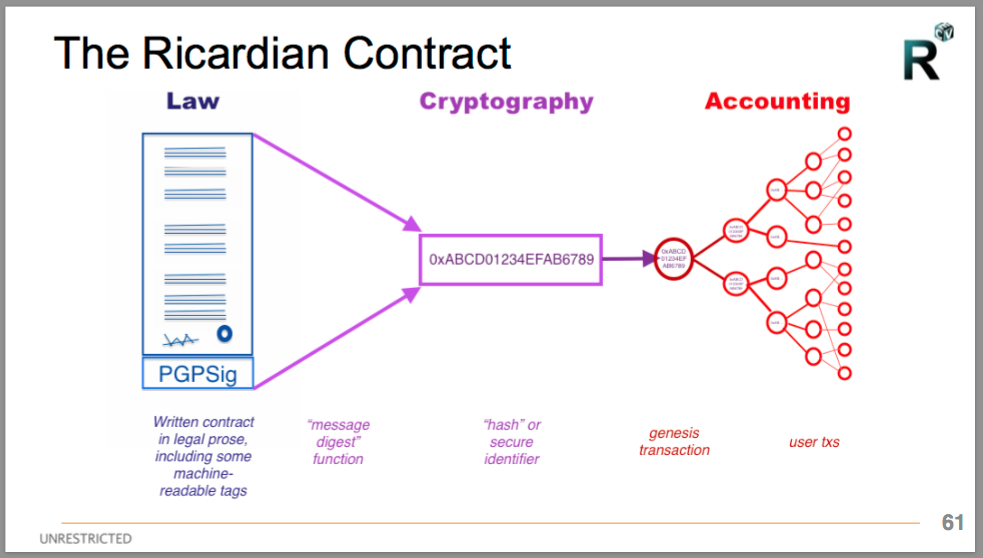 The Ricardian Contract
R
CV
Law
Cryptography
Accounting
PGPSig
0xABCD01234EFAB6789
0xABCD
01234EF
AB6789
Written contract
in legal prose,
including some
machine-
readable tags
“message
digest”
function
“hash” or
secure
identifier
genesis
transaction
user txs
UNRESTRICTED
61